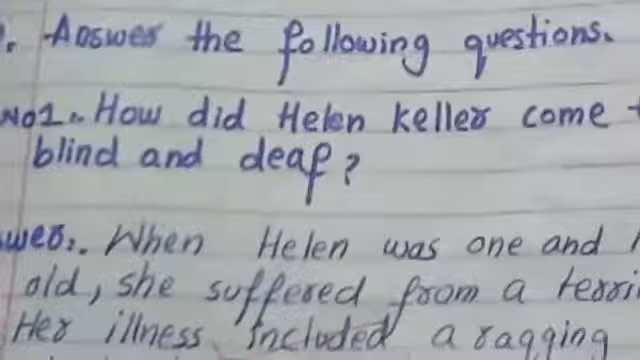 . Answer the following questions.
No1.. How did Helen Keller come
blind and deaf?
wer:. When Helen was one and
old, she suffered from a
Her illness included a ragging